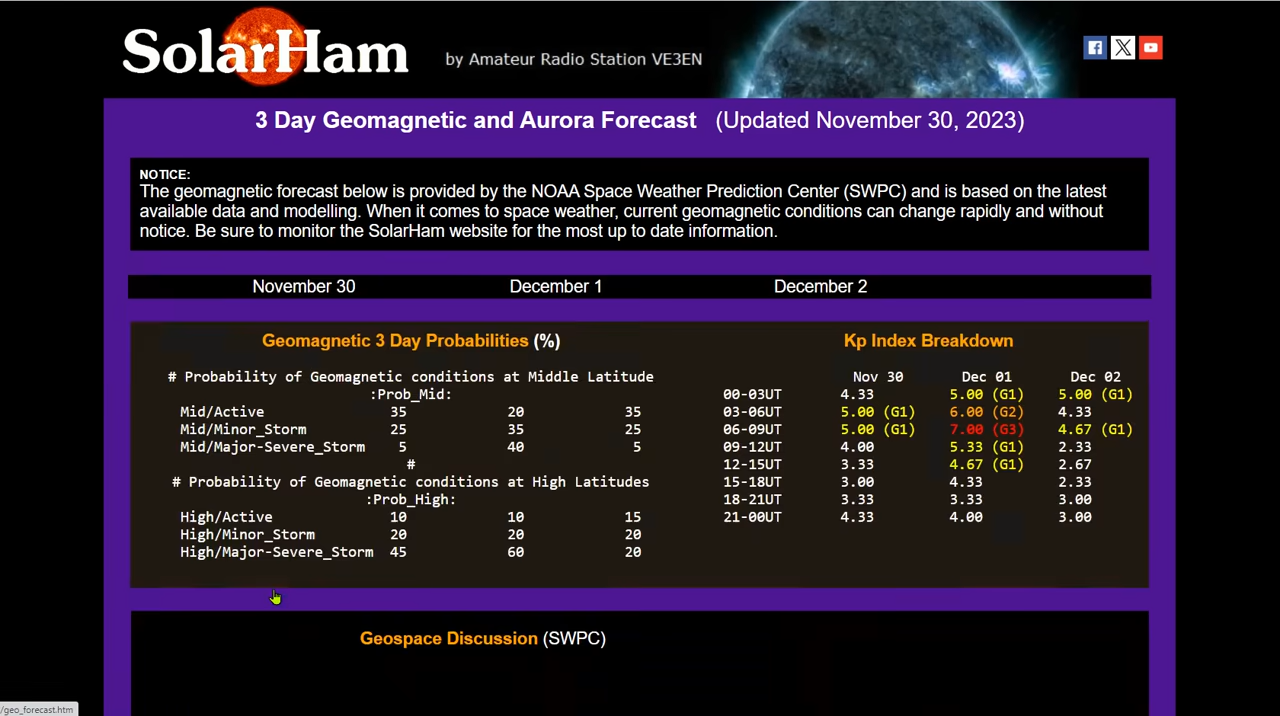 SolarHam
by Amateur Radio Station VE3EN
3 Day Geomagnetic and Aurora Forecast (Updated November 30, 2023)
NOTICE:
The geomagnetic forecast below is provided by the NOAA Space Weather Prediction Center (SWPC) and is based on the latest
available data and modelling. When it comes to space weather, current geomagnetic conditions can change rapidly and without
notice. Be sure to monitor the SolarHam website for the most up to date information.
November 30 December 1 December 2
Geomagnetic 3 Day Probabilities (%)
# Probability of Geomagnetic conditions at Middle Latitude
:Prob_Mid:
Mid/Active 35 20 35
Mid/Minor_Storm 25 35 25
Mid/Major-Severe_Storm 5 40 5
#
# Probability of Geomagnetic conditions at High Latitudes
:Prob_High:
High/Active 10 10 15
High/Minor_Storm 20 20 20
High/Major-Severe_Storm 45 60 20
Kp Index Breakdown
Nov 30 Dec 01 Dec 02
00-03UT 4.33 5.00 (G1) 5.00 (G1)
03-06UT 5.00 (G1) 6.00 (G2) 4.33
06-09UT 5.00 (G1) 7.00 (G3) 4.67 (G1)
09-12UT 4.00 5.33 (G1) 2.33
12-15UT 3.33 4.67 (G1) 2.67
15-18UT 3.00 4.33 2.33
18-21UT 3.33 3.33 3.00
21-00UT 4.33 4.00 3.00
Geospace Discussion (SWPC)
/geo_forecast.htm